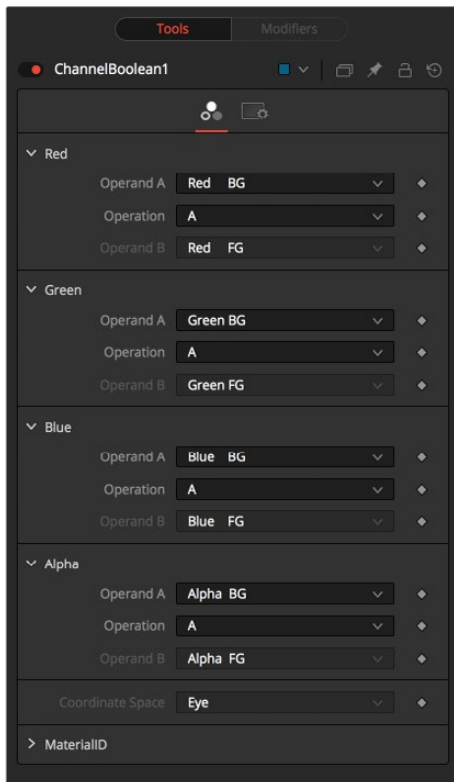 Tools Modifiers
ChannelBoolean1
Red
Operand A Red BG
Operation A
Operand B Red FG
Green
Operand A Green BG
Operation A
Operand B Green FG
Blue
Operand A Blue BG
Operation A
Operand B Blue FG
Alpha
Operand A Alpha BG
Operation A
Operand B Alpha FG
Coordinate Space Eye
MaterialID